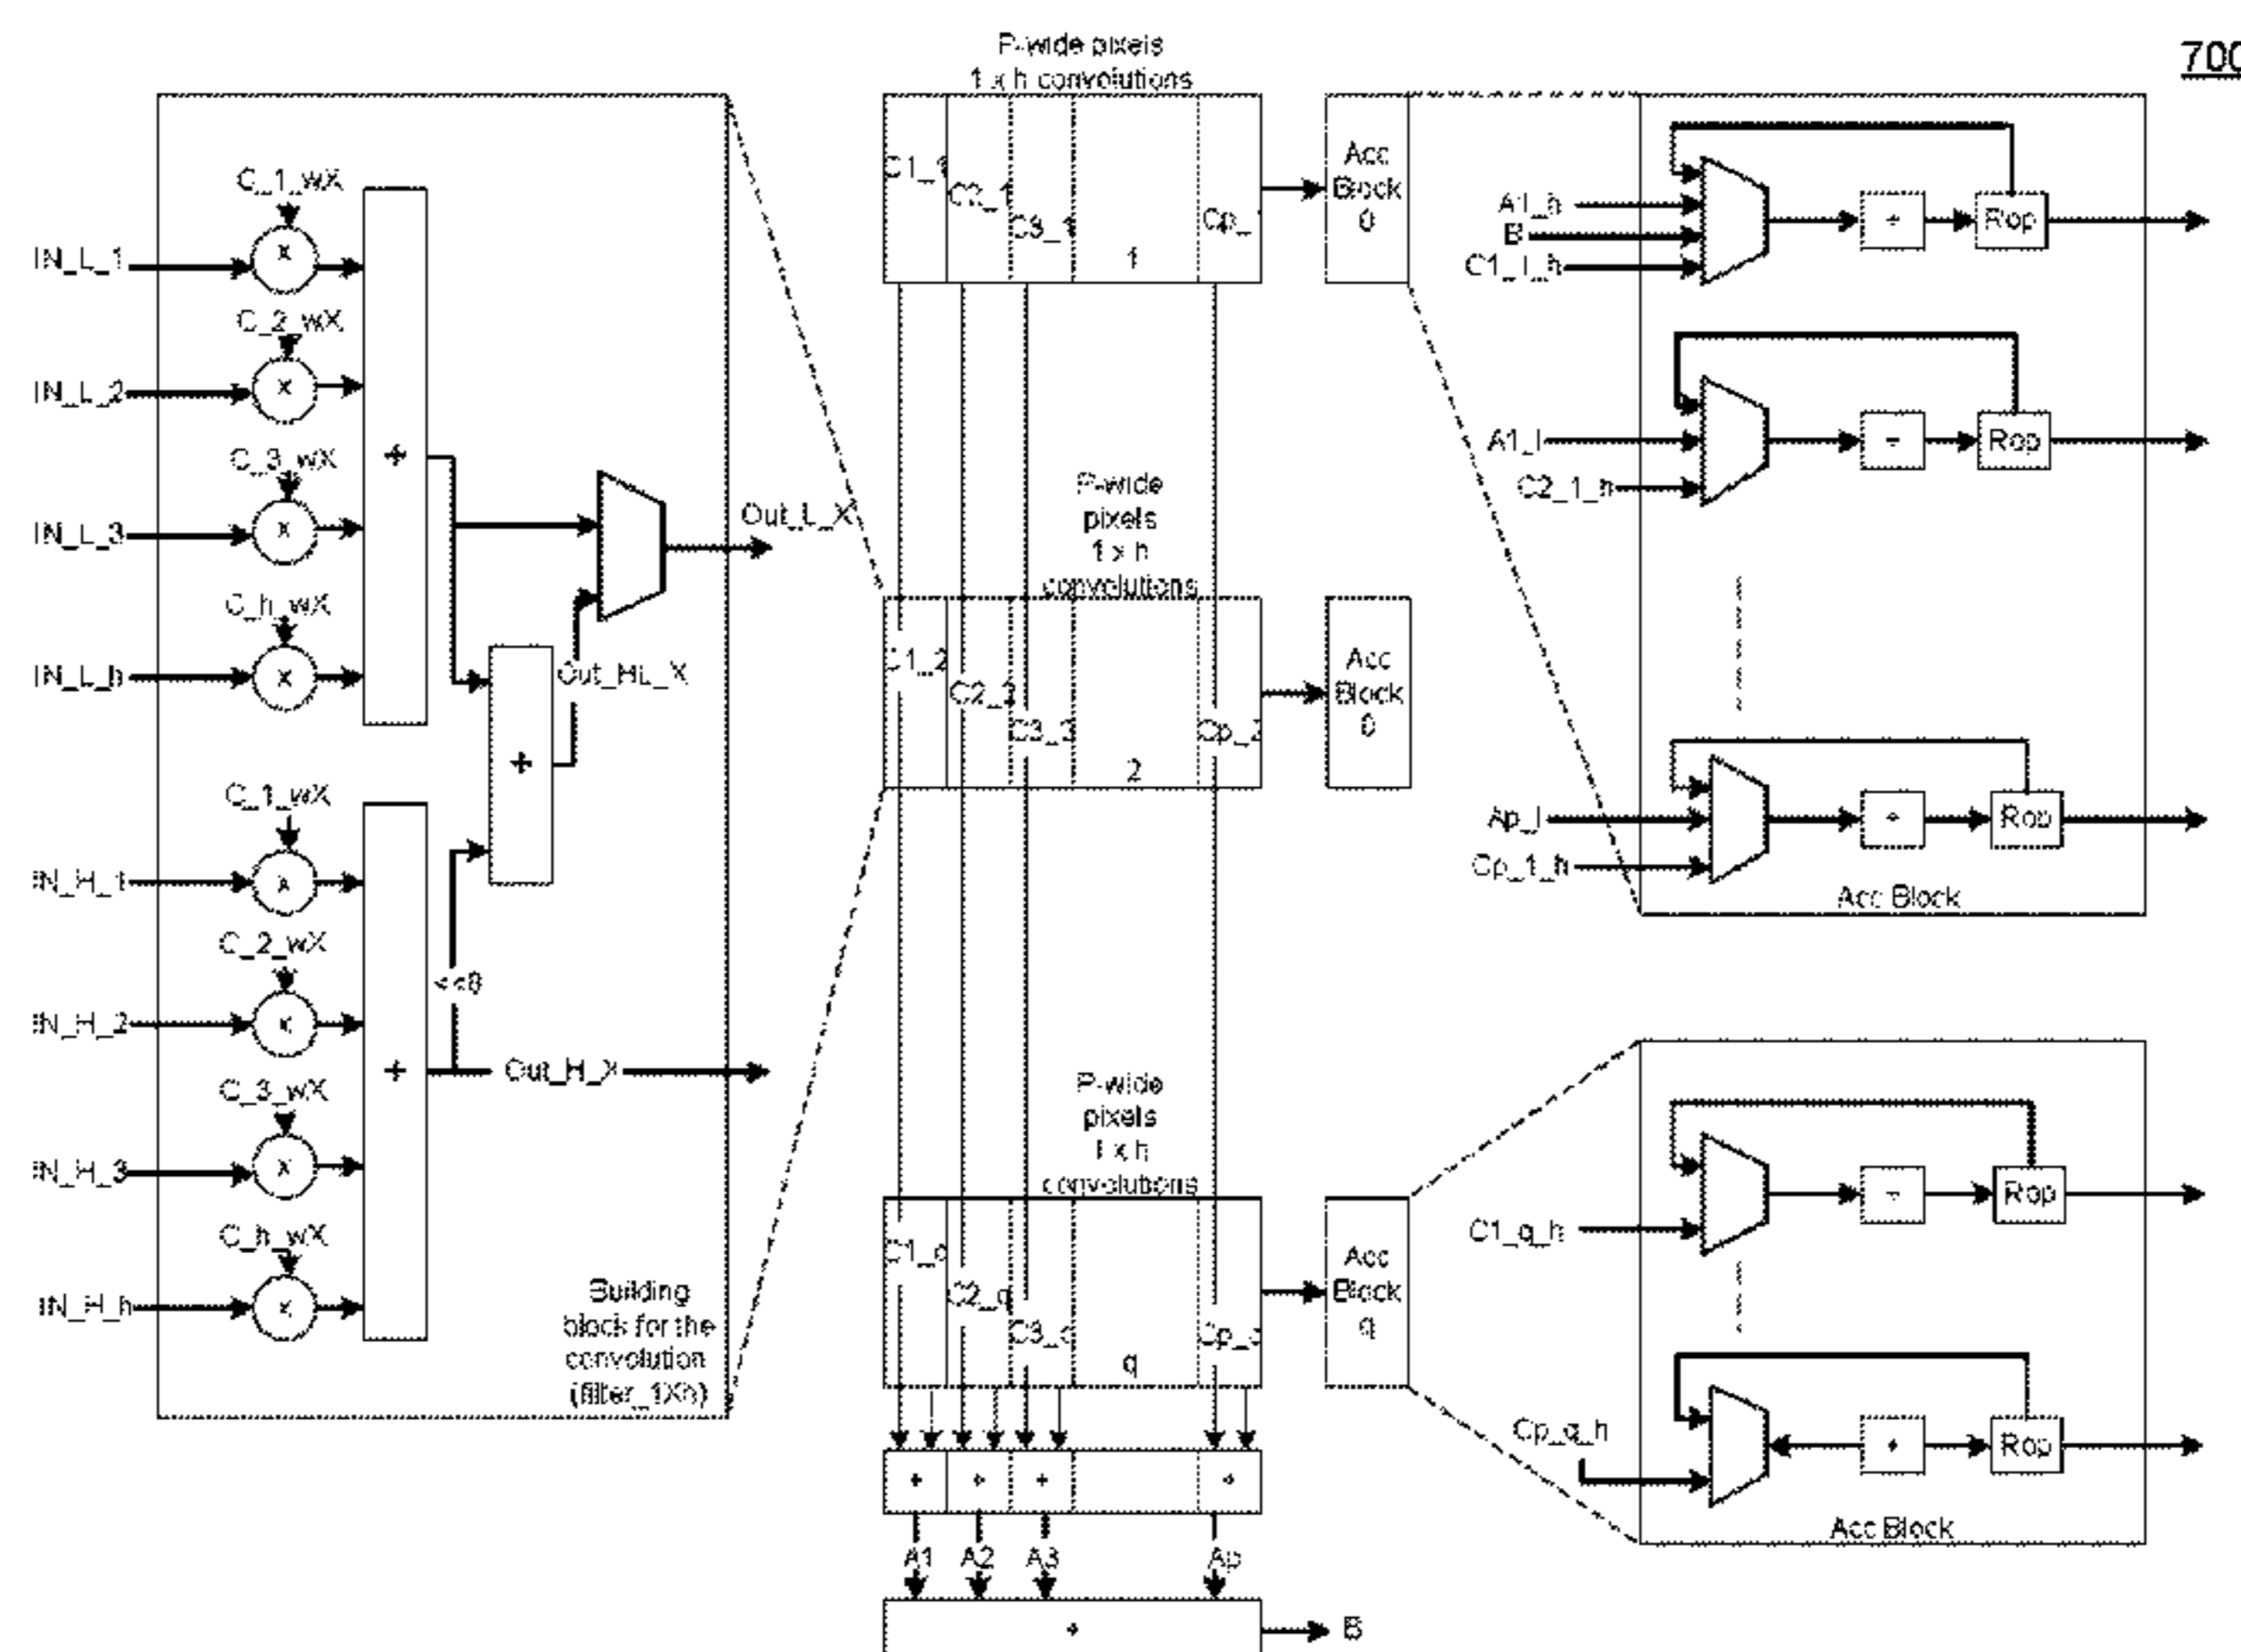 700
P-wide pixels
1 x h convolutions
C_1_wX
IN_L_1
x
C_2_wX
IN_L_2
x
C_3_wX
IN_L_3
x
C_h_wX
IN_L_h
x
+
+
Out_L_X
Out_HL_X
C_1_wX
IN_H_1
x
C_2_wX
IN_H_2
x
C_3_wX
IN_H_3
x
C_h_wX
IN_H_h
x
+
<<8
Out_H_X
Building
block for the
convolution
(filter_1Xh)
C1_1
C2_1
C3_1
1
Cp_
Acc
Block
0
P-wide
pixels
1 x h
convolutions
C1_2
C2_2
C3_2
2
Cp_2
Acc
Block
0
P-wide
pixels
1 x h
convolutions
C1_q
C2_q
C3_q
q
Cp_q
Acc
Block
q
+
+
+
+
A1
A2
A3
Ap
+
B
A1_h
B
C1_1_h
+
Rop
A1_l
C2_1_h
+
Rop
Ap_l
Cp_1_h
+
Rop
Acc Block
C1_q_h
+
Rop
Cp_q_h
+
Rop
Acc Block